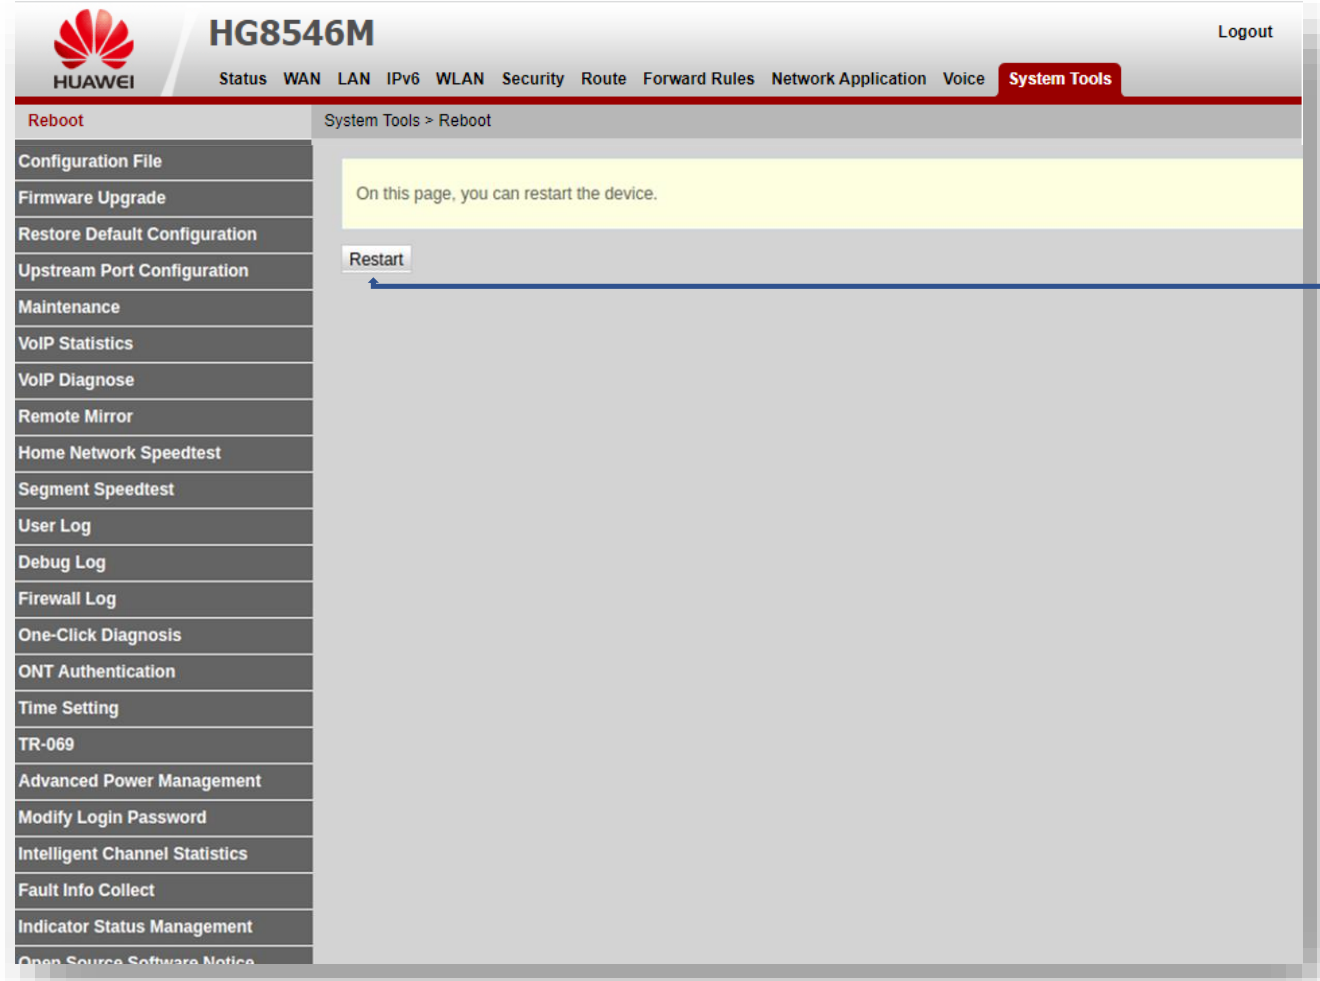 HUAWEI
HG8546M
Logout
Status WAN LAN IPv6 WLAN Security Route Forward Rules Network Application Voice System Tools
Reboot
System Tools > Reboot
Configuration File
Firmware Upgrade
Restore Default Configuration
Upstream Port Configuration
Maintenance
VoIP Statistics
VoIP Diagnose
Remote Mirror
Home Network Speedtest
Segment Speedtest
User Log
Debug Log
Firewall Log
One-Click Diagnosis
ONT Authentication
Time Setting
TR-069
Advanced Power Management
Modify Login Password
Intelligent Channel Statistics
Fault Info Collect
Indicator Status Management
Open Source Software Notice
On this page, you can restart the device.
Restart